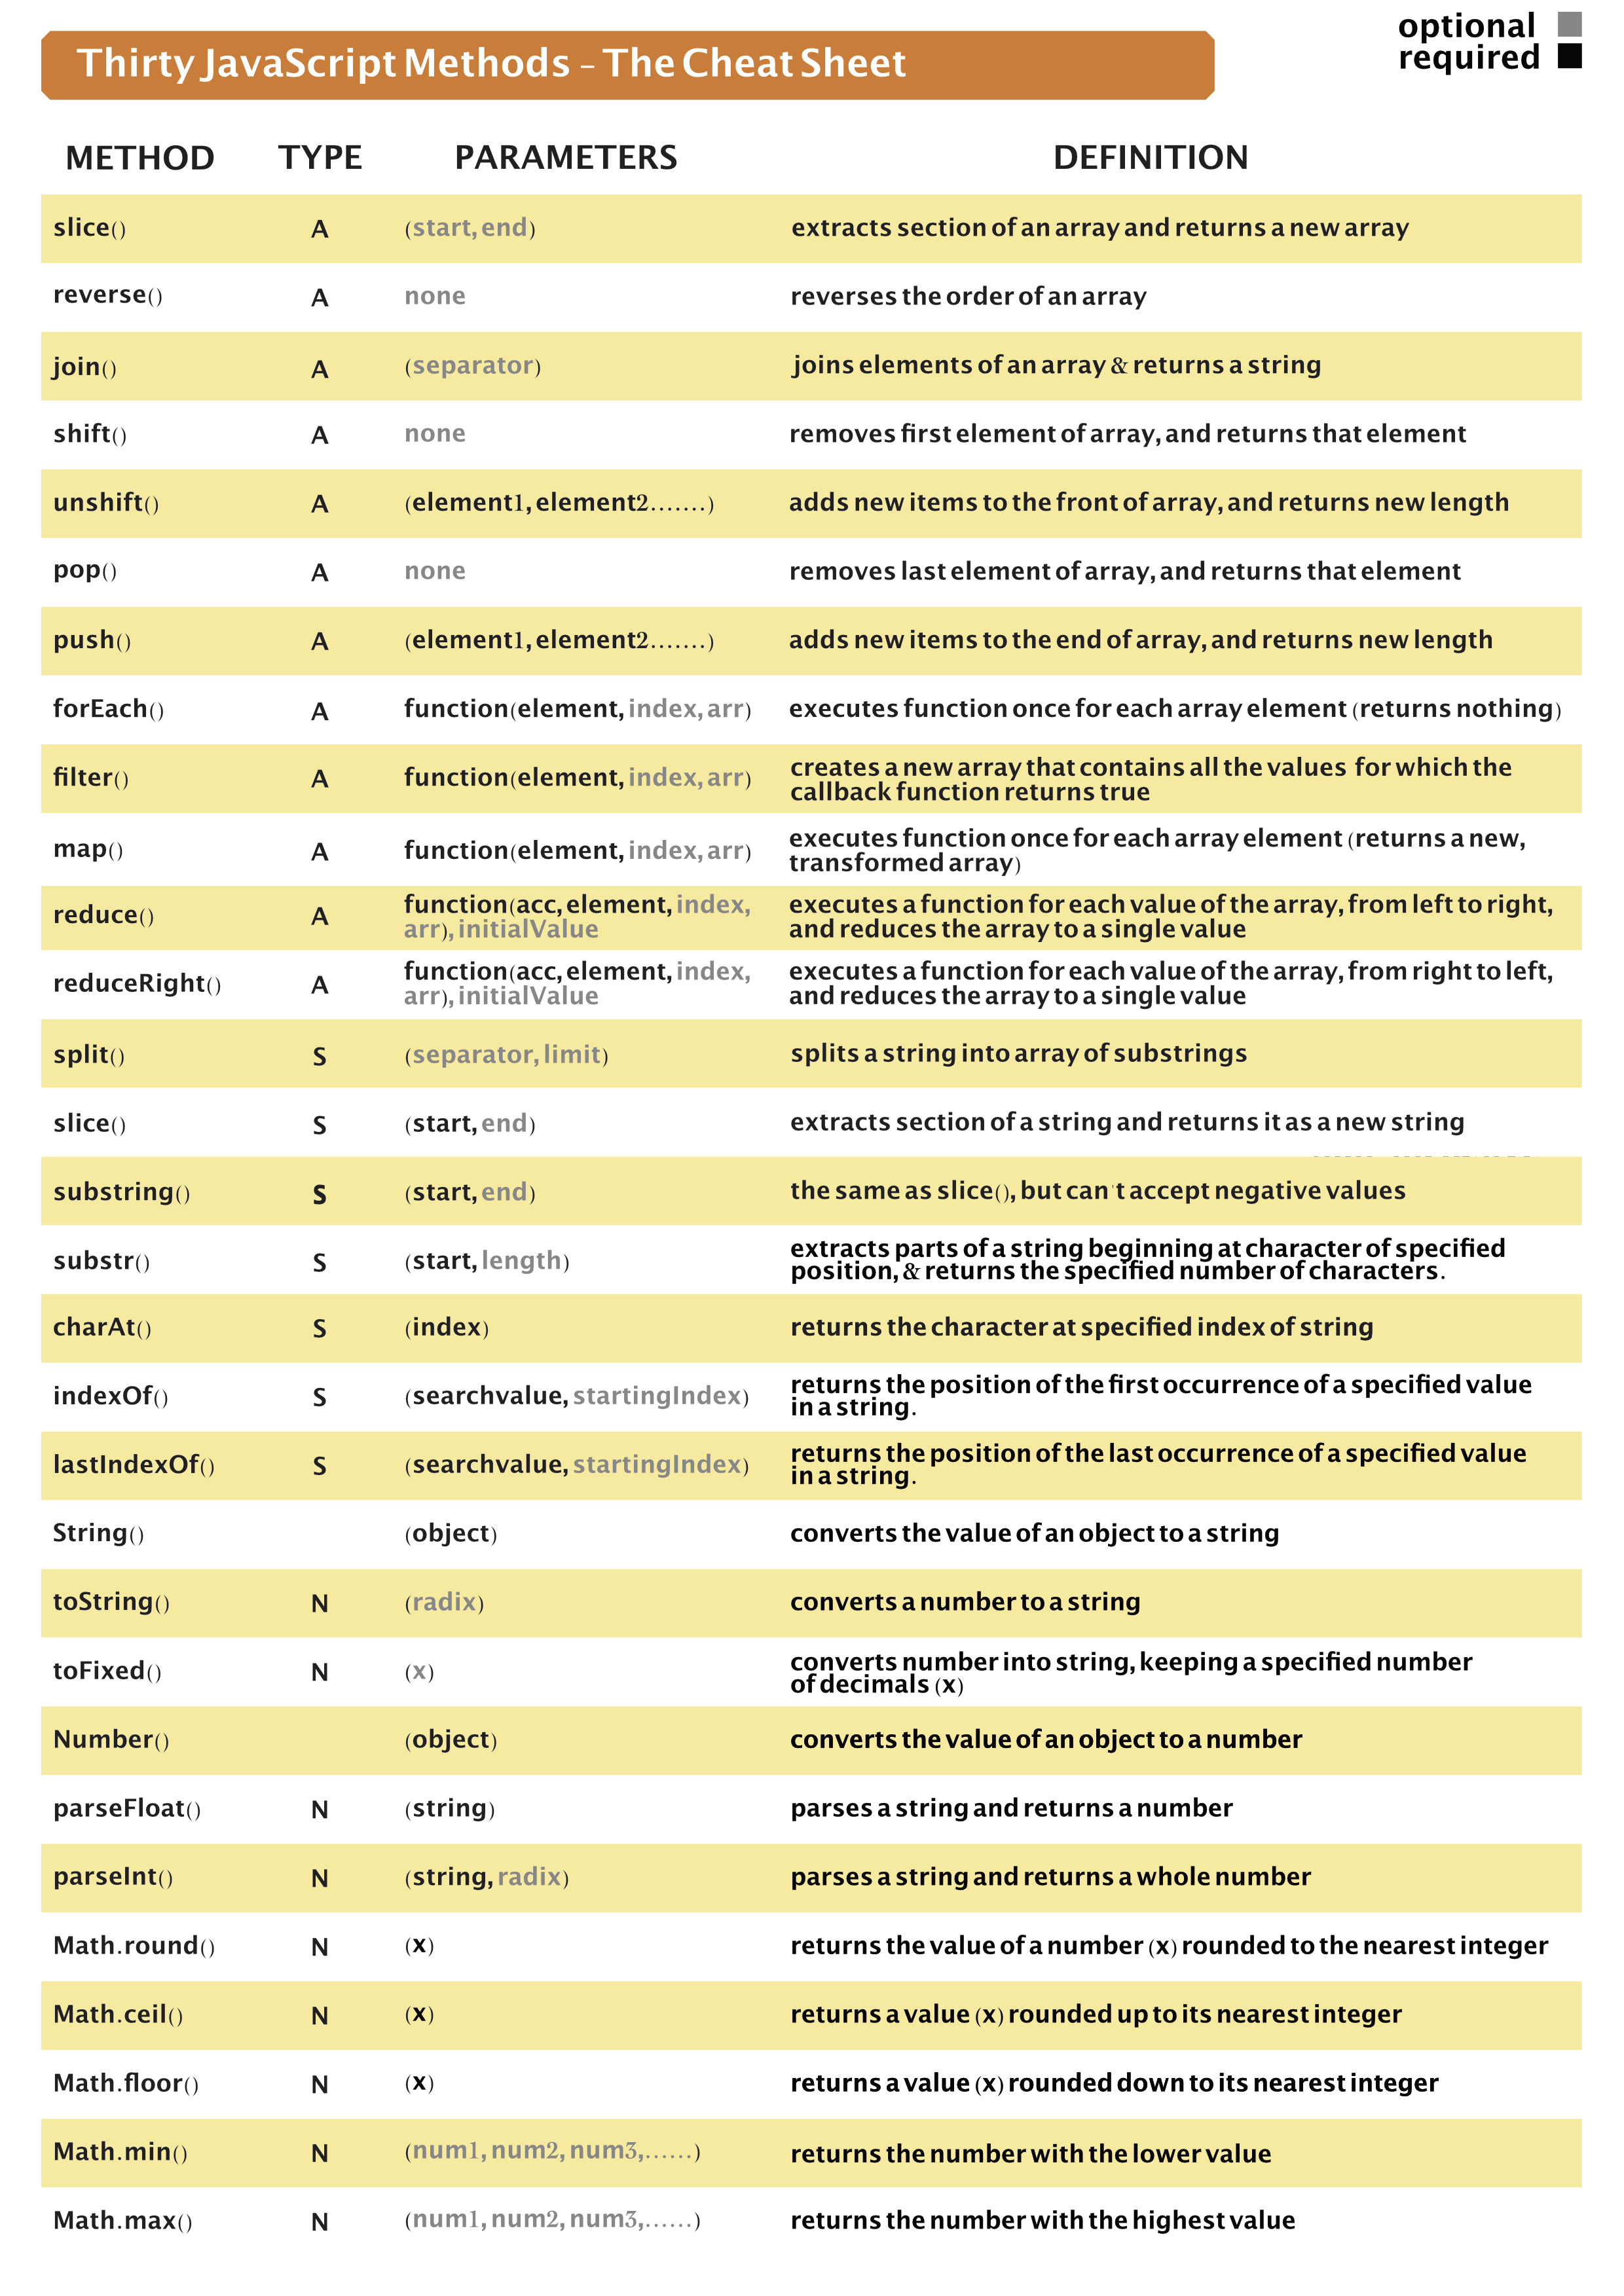 optional
required
Thirty JavaScript Methods – The Cheat Sheet
METHOD TYPE PARAMETERS DEFINITION
slice() A (start, end) extracts section of an array and returns a new array
reverse() A none reverses the order of an array
join() A (separator) joins elements of an array & returns a string
shift() A none removes first element of array, and returns that element
unshift() A (element1, element2.......) adds new items to the front of array, and returns new length
pop() A none removes last element of array, and returns that element
push() A (element1, element2.......) adds new items to the end of array, and returns new length
forEach() A function(element, index, arr) executes function once for each array element (returns nothing)
filter() A function(element, index, arr) creates a new array that contains all the values for which the
callback function returns true
map() A function(element, index, arr) executes function once for each array element (returns a new,
transformed array)
reduce() A function(acc, element, index, executes a function for each value of the array, from left to right,
arr), initialValue and reduces the array to a single value
reduceRight() A function(acc, element, index, executes a function for each value of the array, from right to left,
arr), initialValue and reduces the array to a single value
split() S (separator, limit) splits a string into array of substrings
slice() S (start, end) extracts section of a string and returns it as a new string
substring() S (start, end) the same as slice(), but can't accept negative values
substr() S (start, length) extracts parts of a string beginning at character of specified
position, & returns the specified number of characters.
charAt() S (index) returns the character at specified index of string
indexOf() S (searchvalue, startingIndex) returns the position of the first occurrence of a specified value
in a string.
lastIndexOf() S (searchvalue, startingIndex) returns the position of the last occurrence of a specified value
in a string.
String() (object) converts the value of an object to a string
toString() N (radix) converts a number to a string
toFixed() N (x) converts number into string, keeping a specified number
of decimals (x)
Number() (object) converts the value of an object to a number
parseFloat() N (string) parses a string and returns a number
parseInt() N (string, radix) parses a string and returns a whole number
Math.round() N (x) returns the value of a number (x) rounded to the nearest integer
Math.ceil() N (x) returns a value (x) rounded up to its nearest integer
Math.floor() N (x) returns a value (x) rounded down to its nearest integer
Math.min() N (num1, num2, num3,......) returns the number with the lower value
Math.max() N (num1, num2, num3,......) returns the number with the highest value